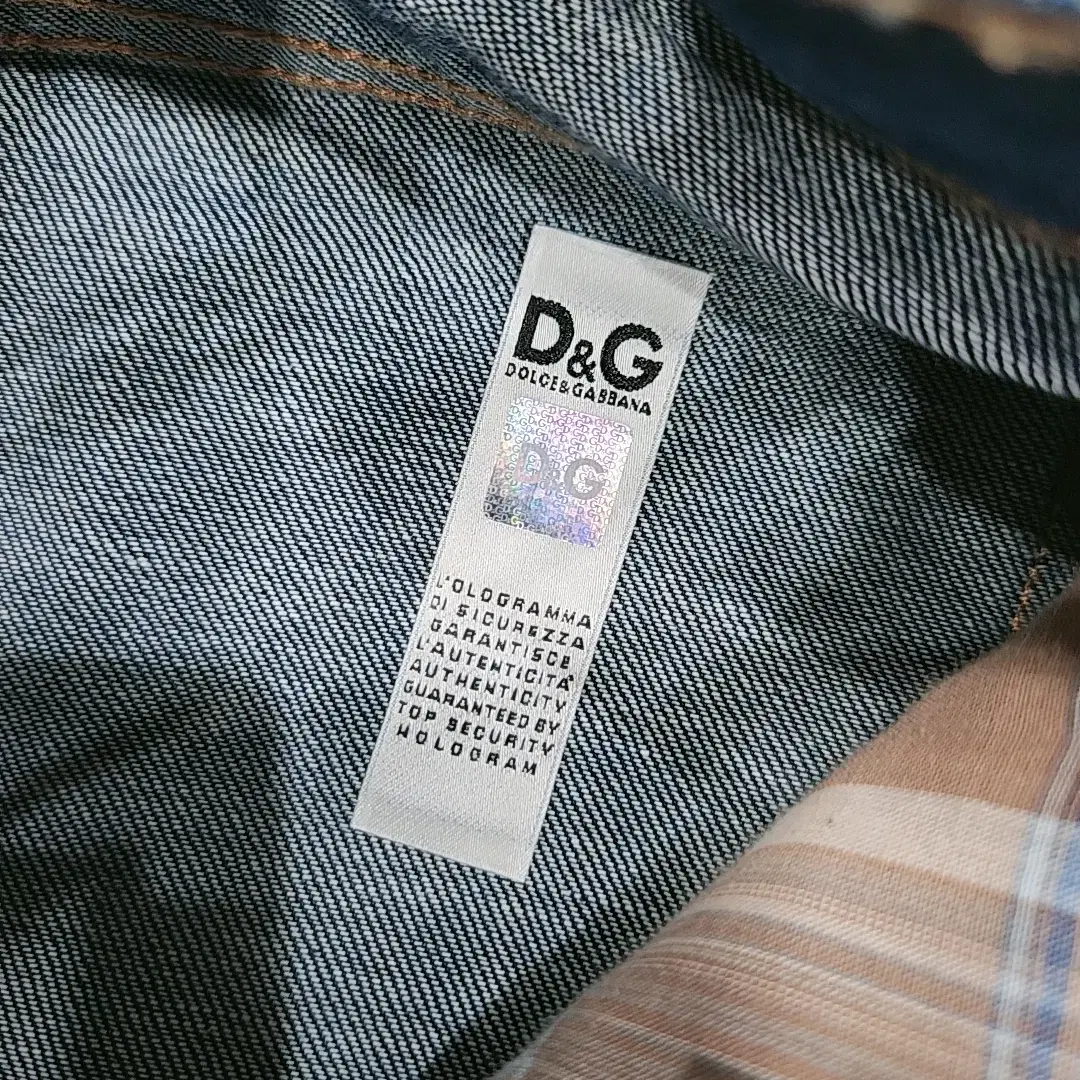 D&G
DOLCE&GABBANA
D&G
L'OLOGRAMMA
DI SICUREZZA
GARANTISCE
L'AUTENTICITÀ
AUTHENTICITY
GUARANTEED BY
TOP SECURITY
HOLOGRAM